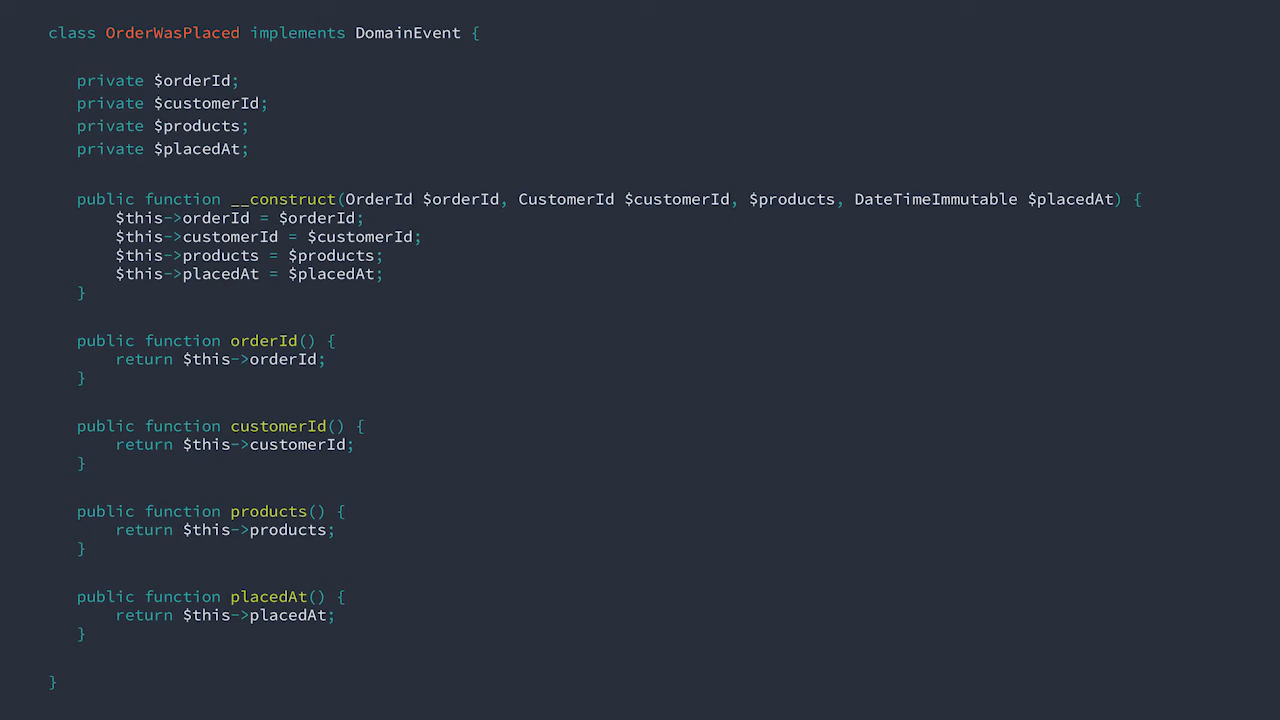 class OrderWasPlaced implements DomainEvent {
private $orderId;
private $customerId;
private $products;
private $placedAt;
public function __construct(OrderId $orderId, CustomerId $customerId, $products, DateTimeImmutable $placedAt) {
$this->orderId = $orderId;
$this->customerId = $customerId;
$this->products = $products;
$this->placedAt = $placedAt;
}
public function orderId() {
return $this->orderId;
}
public function customerId() {
return $this->customerId;
}
public function products() {
return $this->products;
}
public function placedAt() {
return $this->placedAt;
}
}